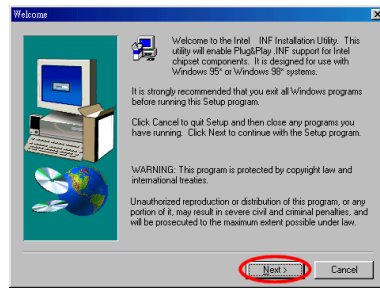 Welcome
Welcome to the Intel INF Installation Utility. This
utility will enable Plug&Play .INF support for Intel
chipset components. It is designed for use with
Windows 95* or Windows 98* systems.
It is strongly recommended that you exit all Windows programs
before running this Setup program.
Click Cancel to quit Setup and then close any programs you
have running. Click Next to continue with the Setup program.
WARNING: This program is protected by copyright law and
international treaties.
Unauthorized reproduction or distribution of this program, or any
portion of it, may result in severe civil and criminal penalties, and
will be prosecuted to the maximum extent possible under law.
Next >
Cancel